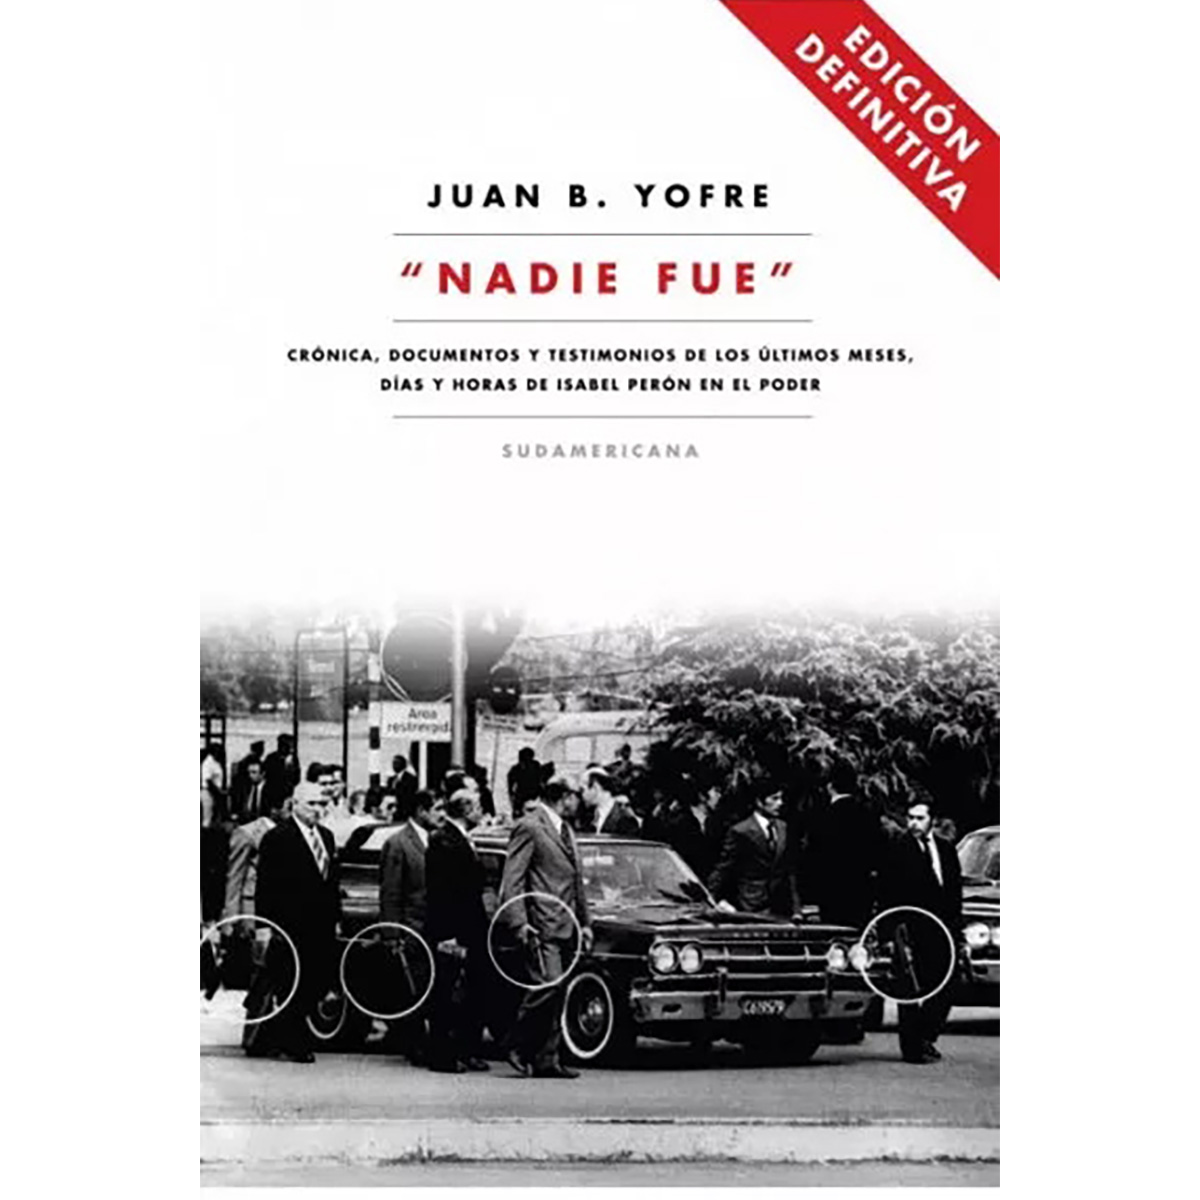 EDICIÓN
DEFINITIVA
JUAN B. YOFRE
"NADIE FUE"
CRÓNICA, DOCUMENTOS Y TESTIMONIOS DE LOS ÚLTIMOS MESES,
DÍAS Y HORAS DE ISABEL PERÓN EN EL PODER
SUDAMERICANA
Area